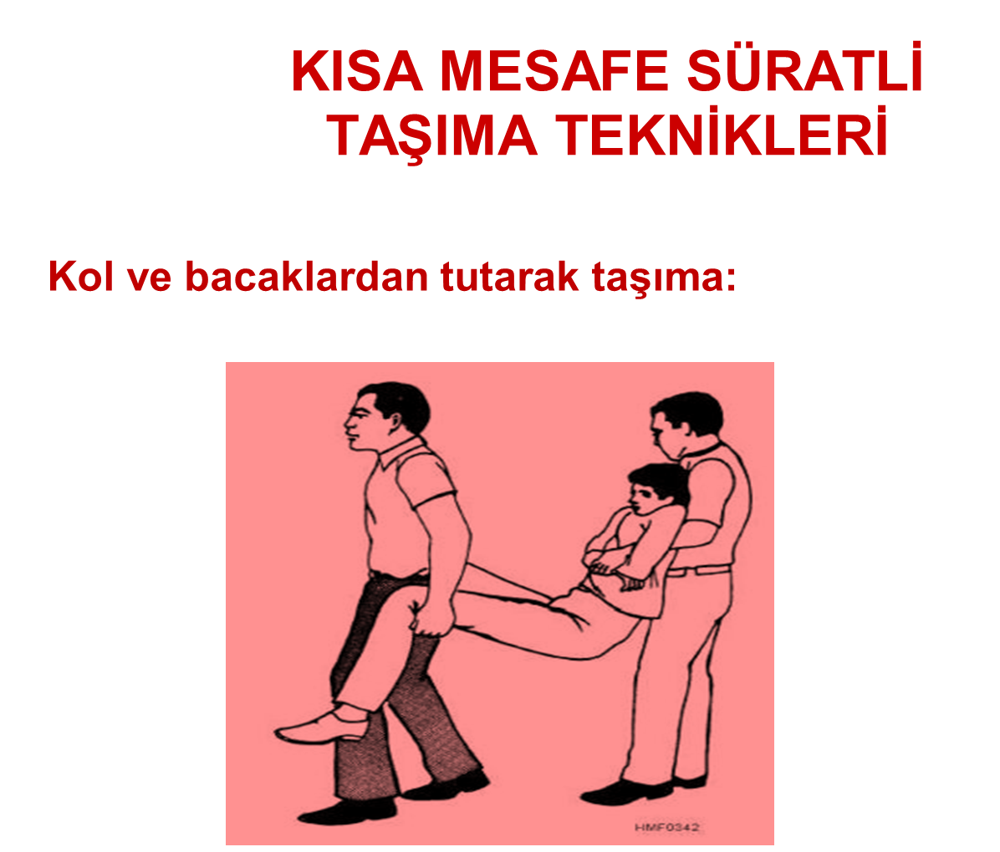 KISA MESAFE SÜRATLİ
TAŞIMA TEKNİKLERİ
Kol ve bacaklardan tutarak taşıma:
HMF0342